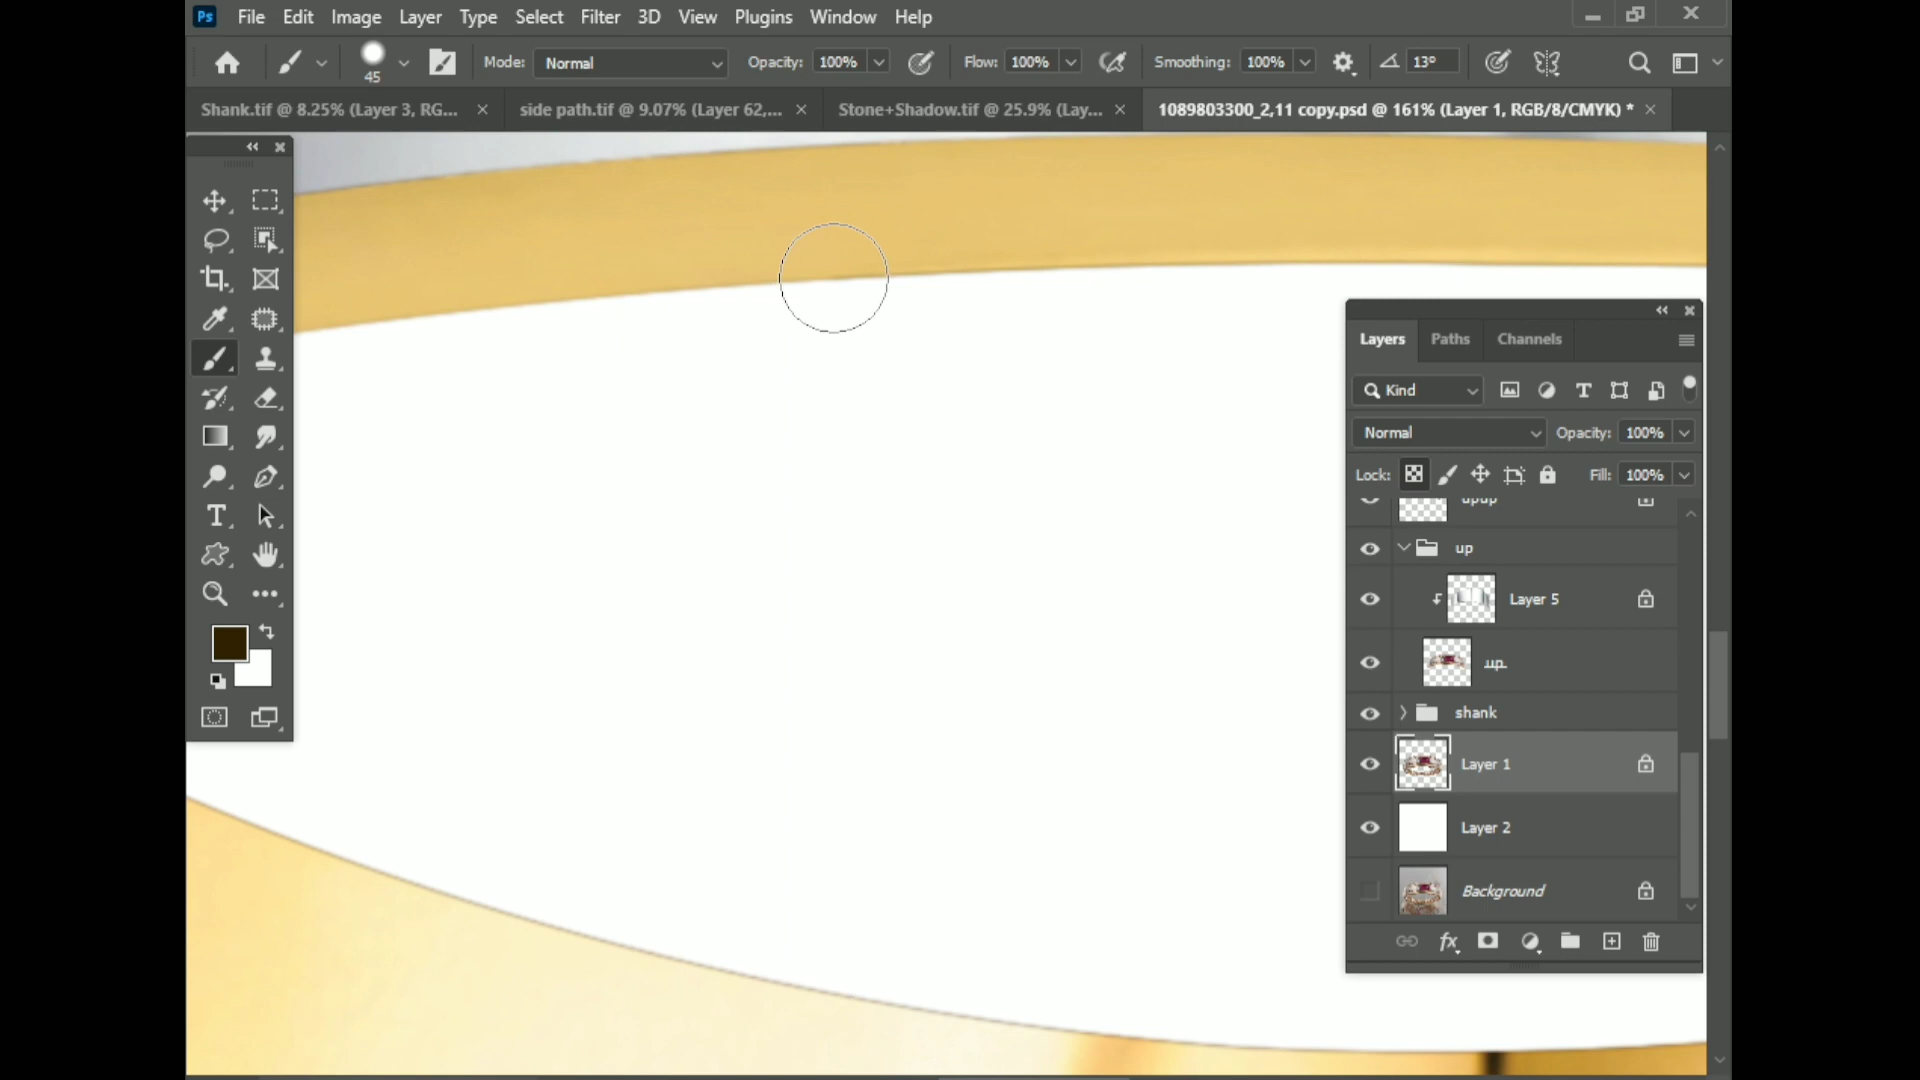 Ps File Edit Image Layer Type Select Filter 3D View Plugins Window Help
45 Mode: Normal Opacity: 100% Flow: 100% Smoothing: 100% 13°
Shank.tif @ 8.25% (Layer 3, RG... side path.tif @ 9.07% (Layer 62,... Stone+Shadow.tif @ 25.9% (Lay... 1089803300_2,11 copy.psd @ 161% (Layer 1, RGB/8/CMYK) *
Layers Paths Channels
Kind
Normal Opacity: 100%
Lock: Fill: 100%
upup
up
Layer 5
up
shank
Layer 1
Layer 2
Background
fx